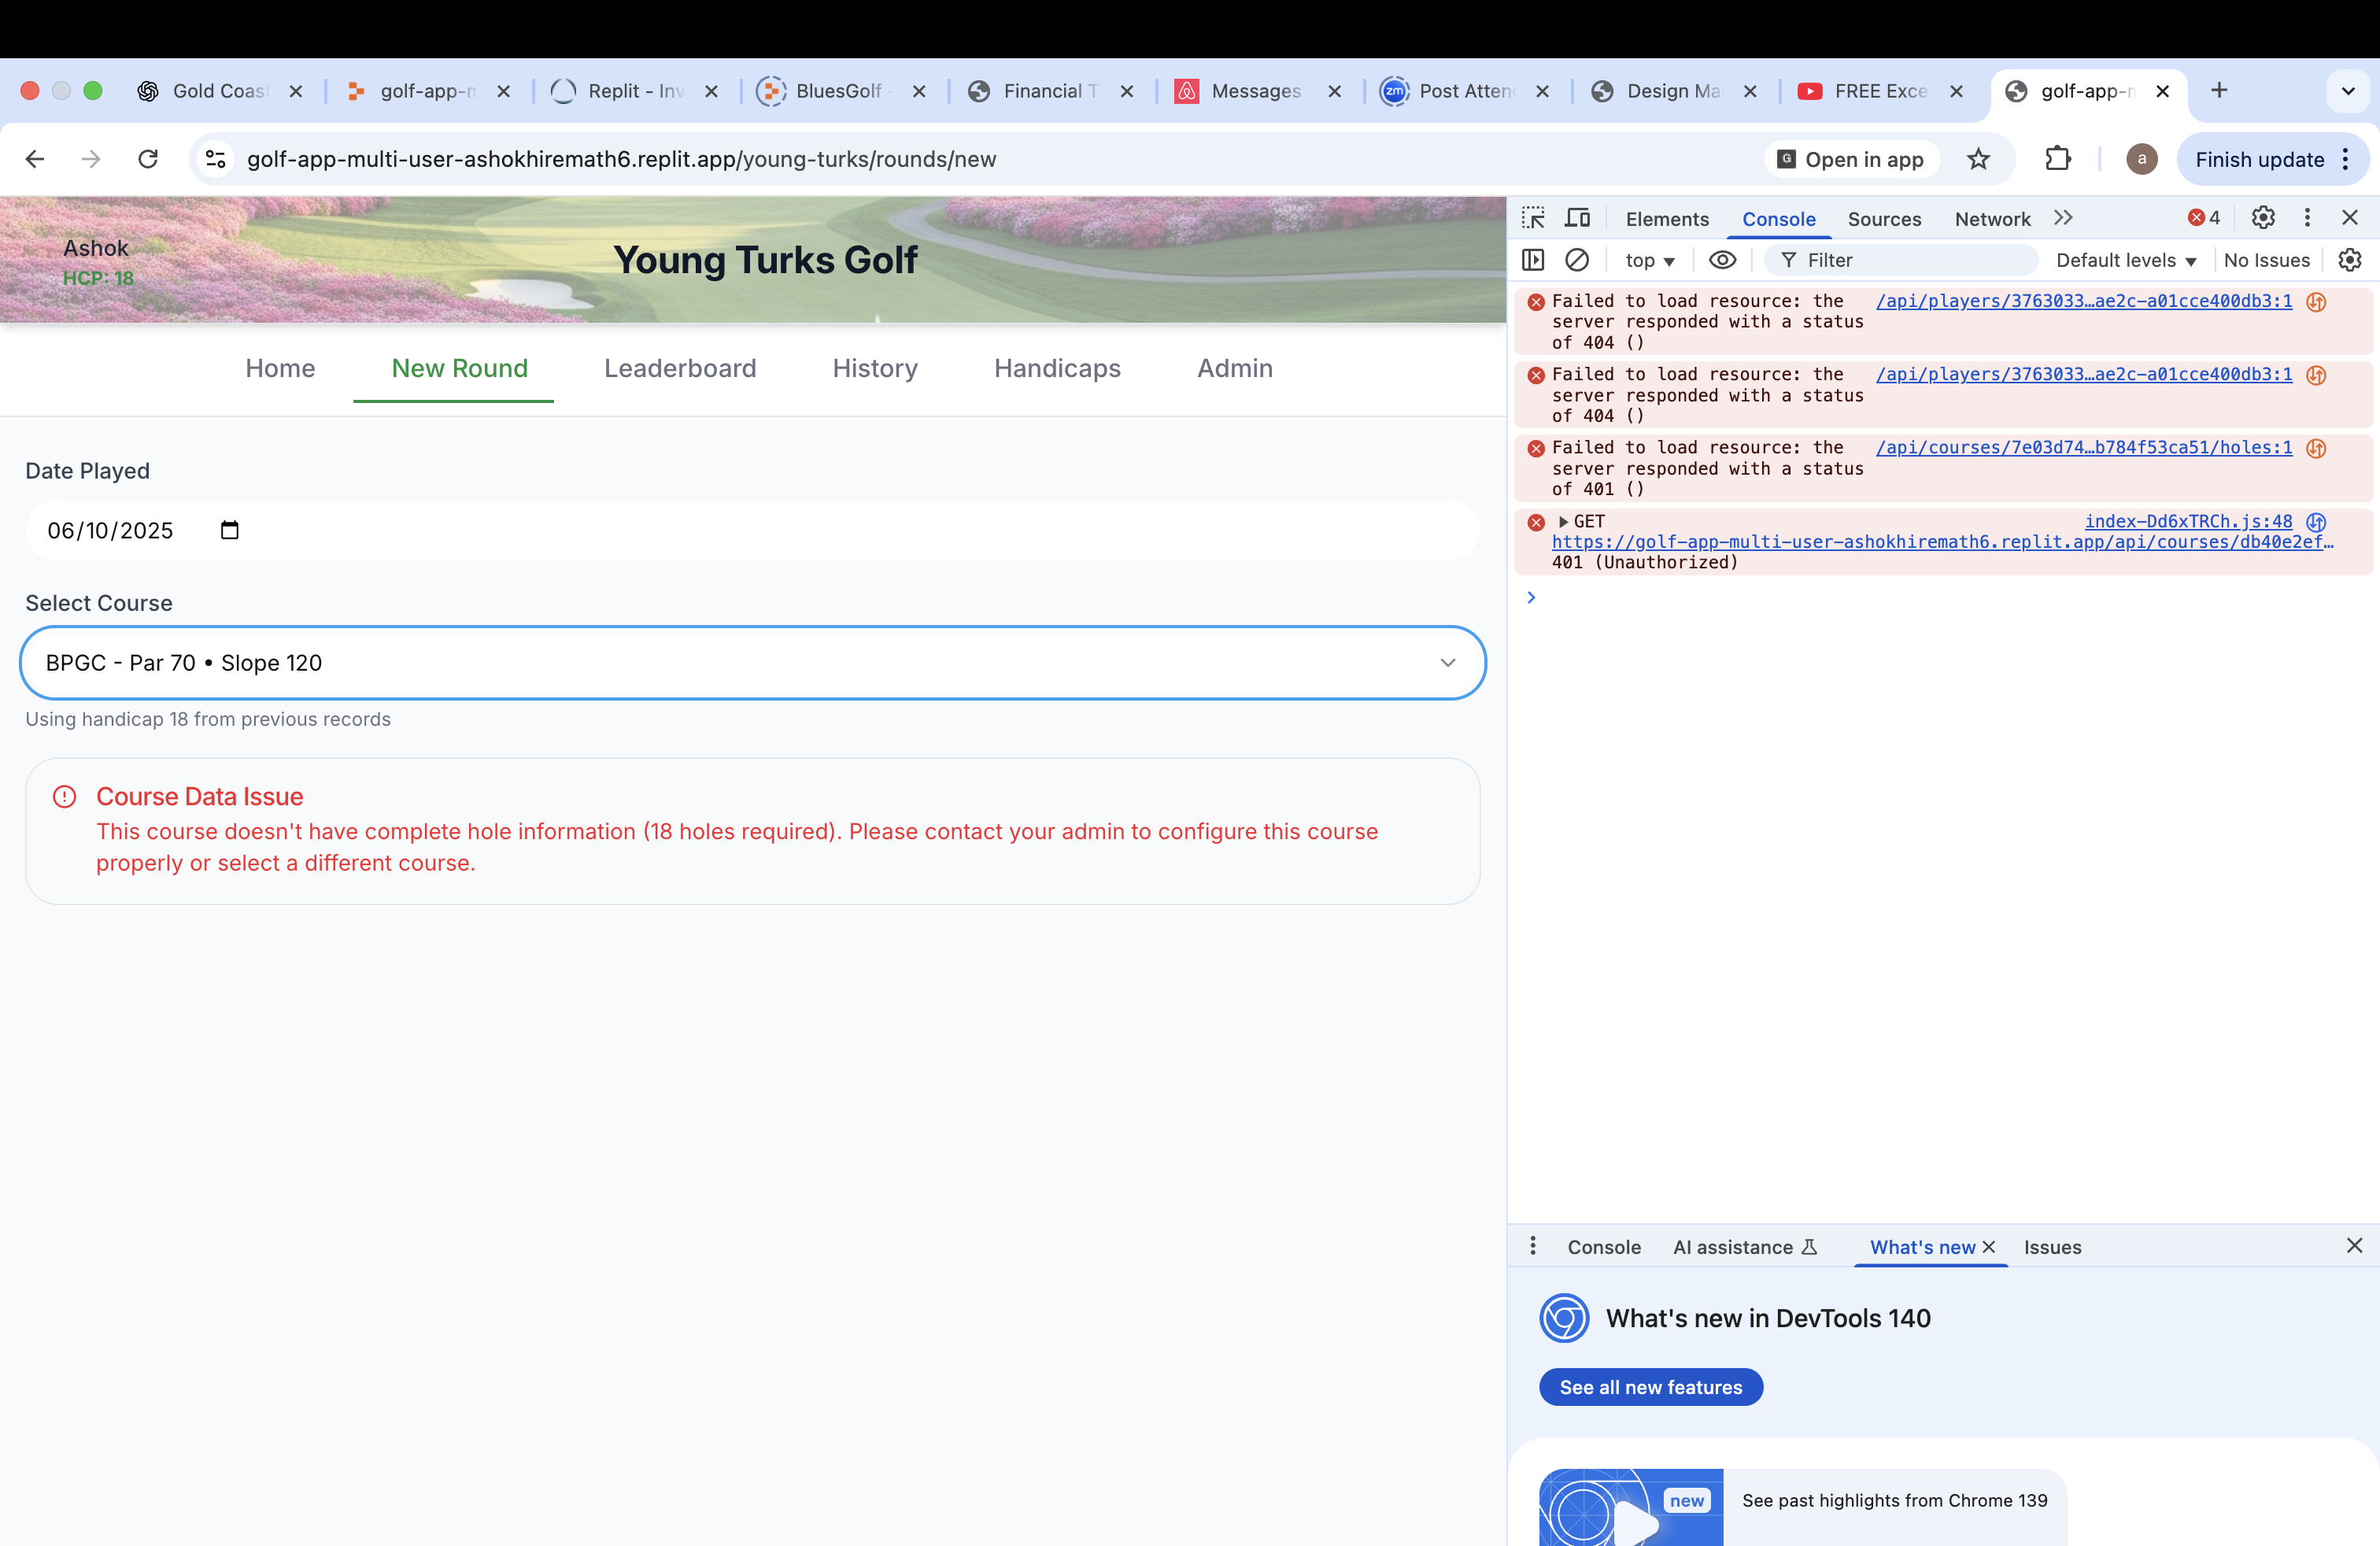 Gold Coas
golf-app-n
Replit - Inv
BluesGolf -
Financial T
Messages
Post Atten
Design Ma
FREE Exce
golf-app-n
golf-app-multi-user-ashokhiremath6.replit.app/young-turks/rounds/new
Open in app
a
Finish update
Ashok
HCP: 18
Young Turks Golf
Home
New Round
Leaderboard
History
Handicaps
Admin
Date Played
06/10/2025
Select Course
BPGC - Par 70 • Slope 120
Using handicap 18 from previous records
Course Data Issue
This course doesn't have complete hole information (18 holes required). Please contact your admin to configure this course
properly or select a different course.
Elements
Console
Sources
Network
4
top
Filter
Default levels
No Issues
Failed to load resource: the /api/players/3763033…ae2c-a01cce400db3:1
server responded with a status
of 404 ()
Failed to load resource: the /api/players/3763033…ae2c-a01cce400db3:1
server responded with a status
of 404 ()
Failed to load resource: the /api/courses/7e03d74…b784f53ca51/holes:1
server responded with a status
of 401 ()
GET index-Dd6xTRCh.js:48
https://golf-app-multi-user-ashokhiremath6.replit.app/api/courses/db40e2ef…
401 (Unauthorized)
Console
AI assistance
What's new
Issues
What's new in DevTools 140
See all new features
new
See past highlights from Chrome 139